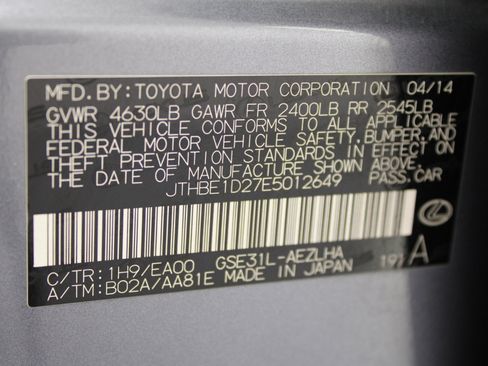 MFD.BY: TOYOTA MOTOR CORPORATION 04/14
GVWR 4630LB GAWR FR 2400LB RR 2545LB
THIS VEHICLE CONFORMS TO ALL APPLICABLE
FEDERAL MOTOR VEHICLE SAFETY, BUMPER, AND
THEFT PREVENTION STANDARDS IN EFFECT ON
THE DATE OF MANUFACTURE SHOWN ABOVE.
JTHBE1D27E5012649 PASS.CAR
C/TR: 1H9/EA00 GSE31L-AEZLHA
A/TM: B02A/AA81E MADE IN JAPAN 191 A